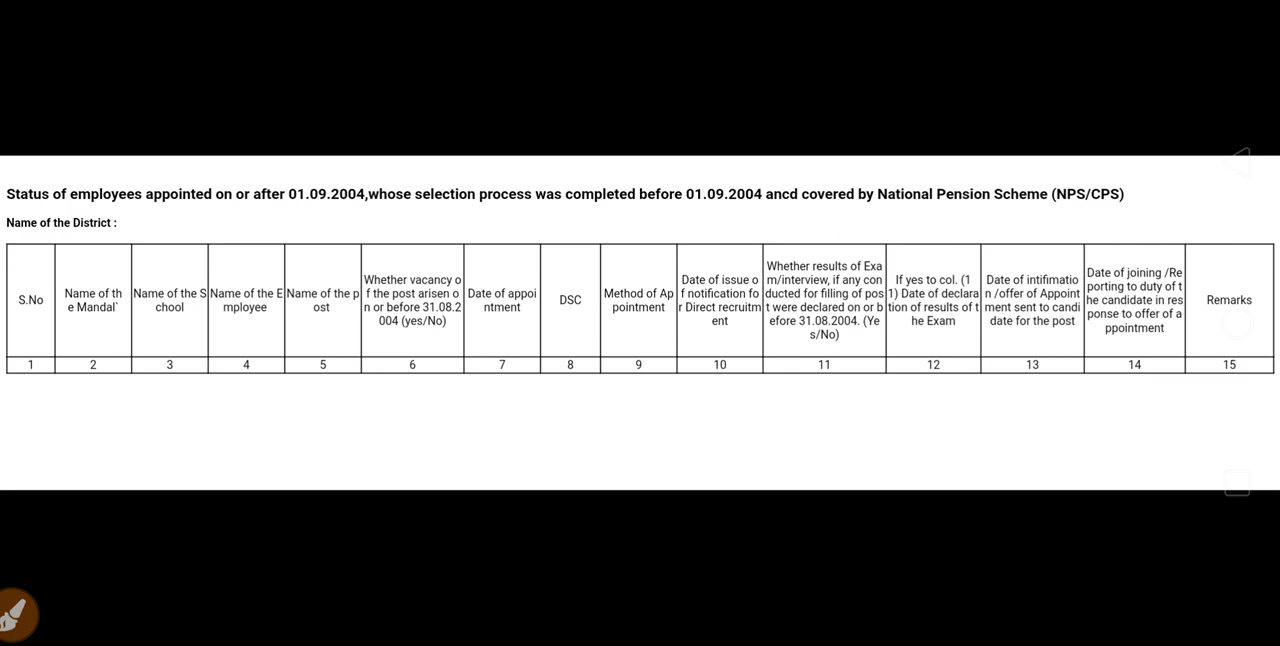 Status of employees appointed on or after 01.09.2004,whose selection process was completed before 01.09.2004 ancd covered by National Pension Scheme (NPS/CPS)
Name of the District :
S.No
Name of th
e Mandal`
Name of the S
chool
Name of the E
mployee
Name of the p
ost
Whether vacancy o
f the post arisen o
n or before 31.08.2
004 (yes/No)
Date of appoi
ntment
DSC
Method of Ap
pointment
Date of issue o
f notification fo
r Direct recruitm
ent
Whether results of Exa
m/interview, if any con
ducted for filling of pos
t were declared on or b
efore 31.08.2004. (Ye
s/No)
If yes to col. (1
1) Date of declara
tion of results of t
he Exam
Date of intifimatio
n /offer of Appoint
ment sent to candi
date for the post
Date of joining /Re
porting to duty of t
he candidate in res
ponse to offer of a
ppointment
Remarks
1 2 3 4 5 6 7 8 9 10 11 12 13 14 15